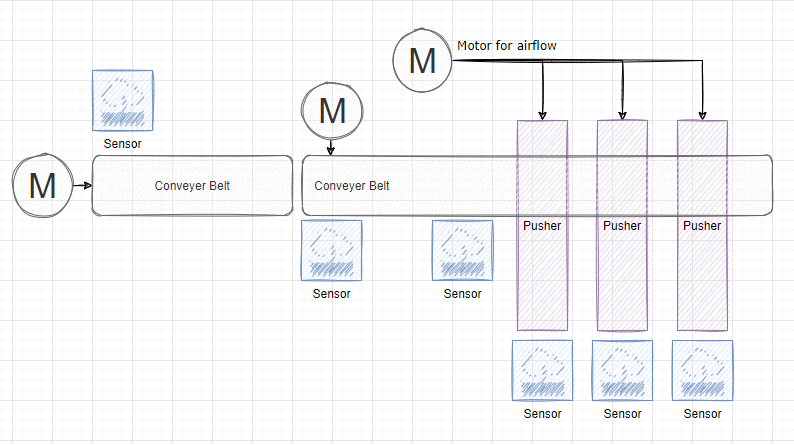 M
Motor for airflow
M
Sensor
M
Conveyer Belt
Conveyer Belt
Pusher
Pusher
Pusher
Sensor
Sensor
Sensor
Sensor
Sensor